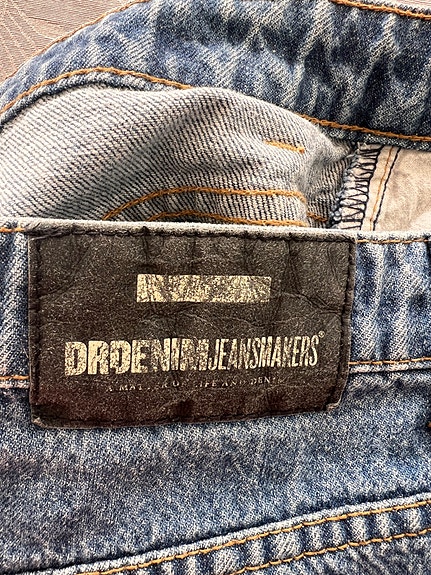 DRDENIMJEANSMAKERS®
A MATTER OF LIFE AND DENIM